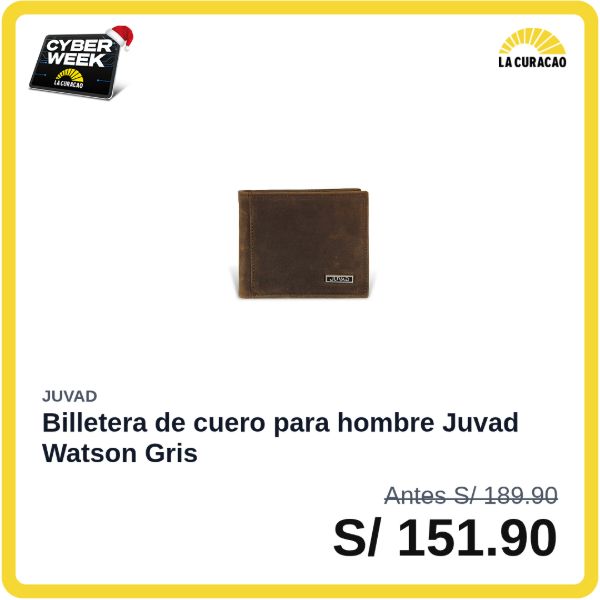 CYBER
WEEK
LA CURACAO
LA CURACAO
JUVAD
JUVAD
Billetera de cuero para hombre Juvad
Watson Gris
Antes S/ 189.90
S/ 151.90